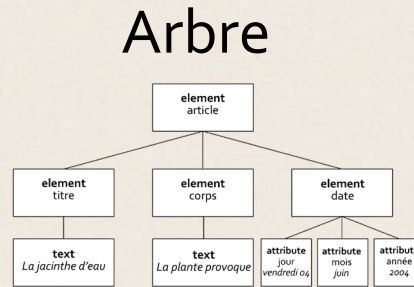 Arbre
element
article
element
titre
element
corps
element
date
text
La jacinthe d'eau
text
La plante provoque
attribute
jour
vendredi 04
attribute
mois
juin
attribut
année
2004